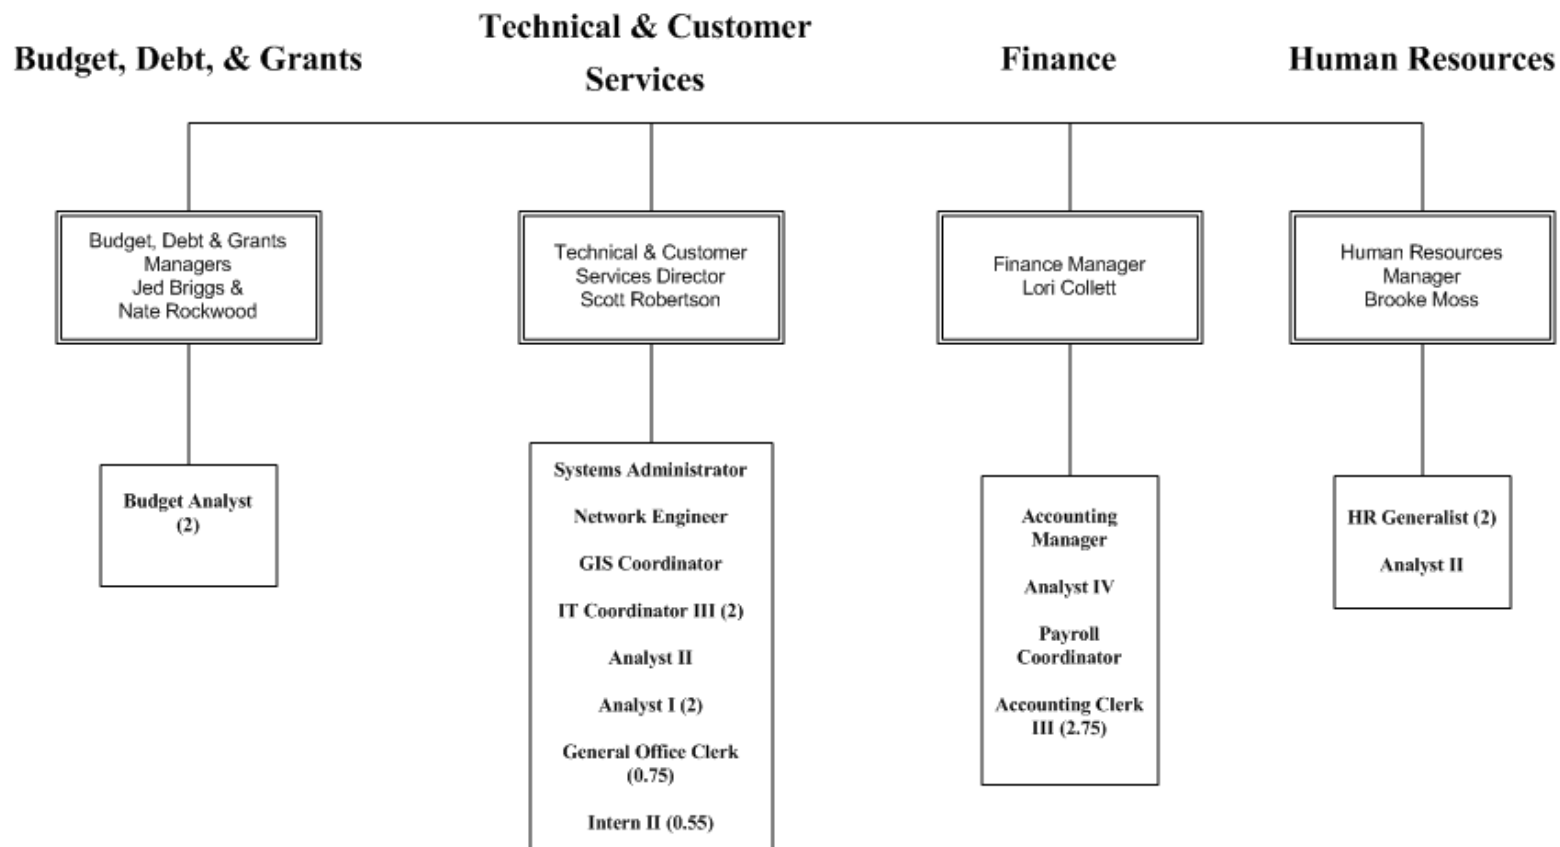 Budget, Debt, & Grants
Technical & Customer
Services
Finance
Human Resources
Budget, Debt & Grants
Managers
Jed Briggs &
Nate Rockwood
Technical & Customer
Services Director
Scott Robertson
Finance Manager
Lori Collett
Human Resources
Manager
Brooke Moss
Budget Analyst
(2)
Systems Administrator
Network Engineer
GIS Coordinator
IT Coordinator III (2)
Analyst II
Analyst I (2)
General Office Clerk
(0.75)
Intern II (0.55)
Accounting
Manager
Analyst IV
Payroll
Coordinator
Accounting Clerk
III (2.75)
HR Generalist (2)
Analyst II